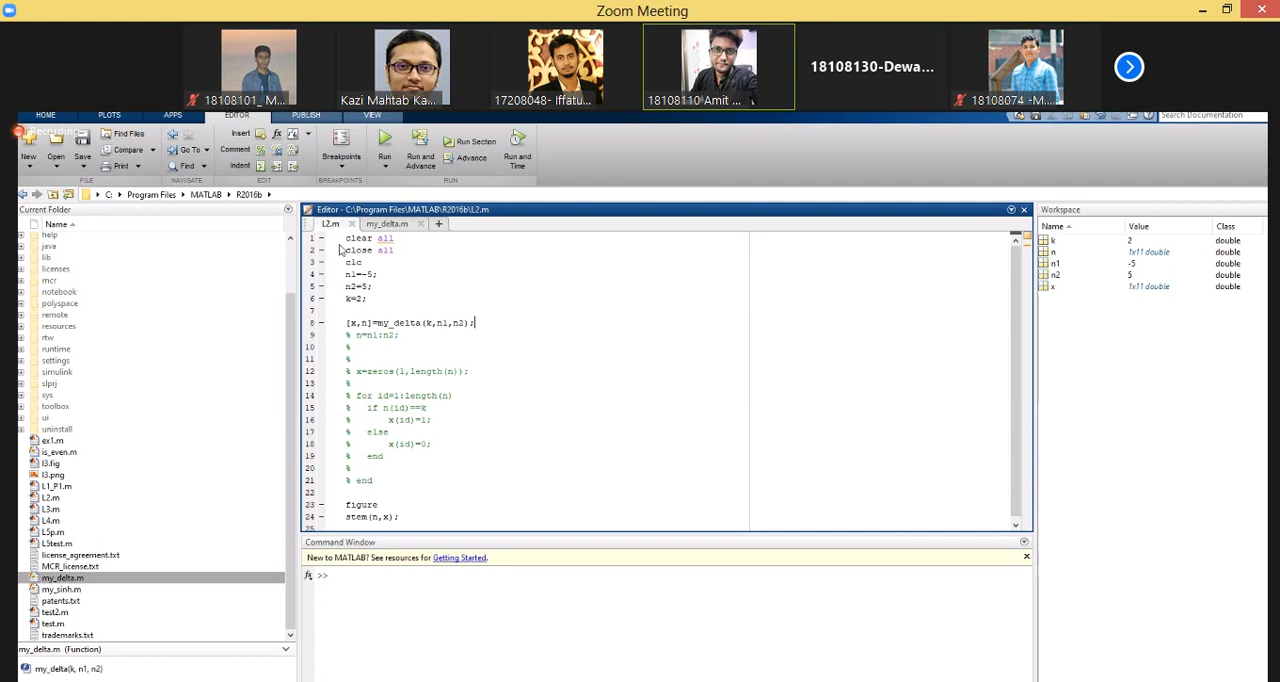 Zoom Meeting
18108101_ M...
Kazi Mahtab Ka...
17208048- Iffatu...
18108110 Amit ...
18108130-Dewa...
18108074 -M...
Recording...
HOME PLOTS APPS EDITOR PUBLISH VIEW
Search Documentation
New Open Save
Find Files
Compare
Print
Go To
Find
Insert
Comment
Indent
Breakpoints
Run
Run and Advance
Run Section
Advance
Run and Time
FILE NAVIGATE EDIT BREAKPOINTS RUN
C: Program Files MATLAB R2016b
Current Folder
Name
help
java
lib
licenses
mcr
notebook
polyspace
remote
resources
rtw
runtime
settings
simulink
slprj
sys
toolbox
ui
uninstall
ex1.m
is_even.m
l3.fig
l3.png
L1_P1.m
L2.m
L3.m
L4.m
L5p.m
L5test.m
license_agreement.txt
MCR_license.txt
my_delta.m
my_sinh.m
patents.txt
test2.m
test.m
trademarks.txt
my_delta.m (Function)
my_delta(k, n1, n2)
Editor - C:\Program Files\MATLAB\R2016b\L2.m
L2.m my_delta.m +
1 clear all
2 close all
3 clc
4 n1=-5;
5 n2=5;
6 k=2;
7
8 [x,n]=my_delta(k,n1,n2);
9 % n=n1:n2;
10 %
11 %
12 % x=zeros(1,length(n));
13 %
14 % for id=1:length(n)
15 % if n(id)==k
16 % x(id)=1;
17 % else
18 % x(id)=0;
19 % end
20 %
21 % end
22
23 figure
24 stem(n,x);
25
Command Window
New to MATLAB? See resources for Getting Started.
fx >>
Workspace
Name Value Class
k 2 double
n 1x11 double double
n1 -5 double
n2 5 double
x 1x11 double double